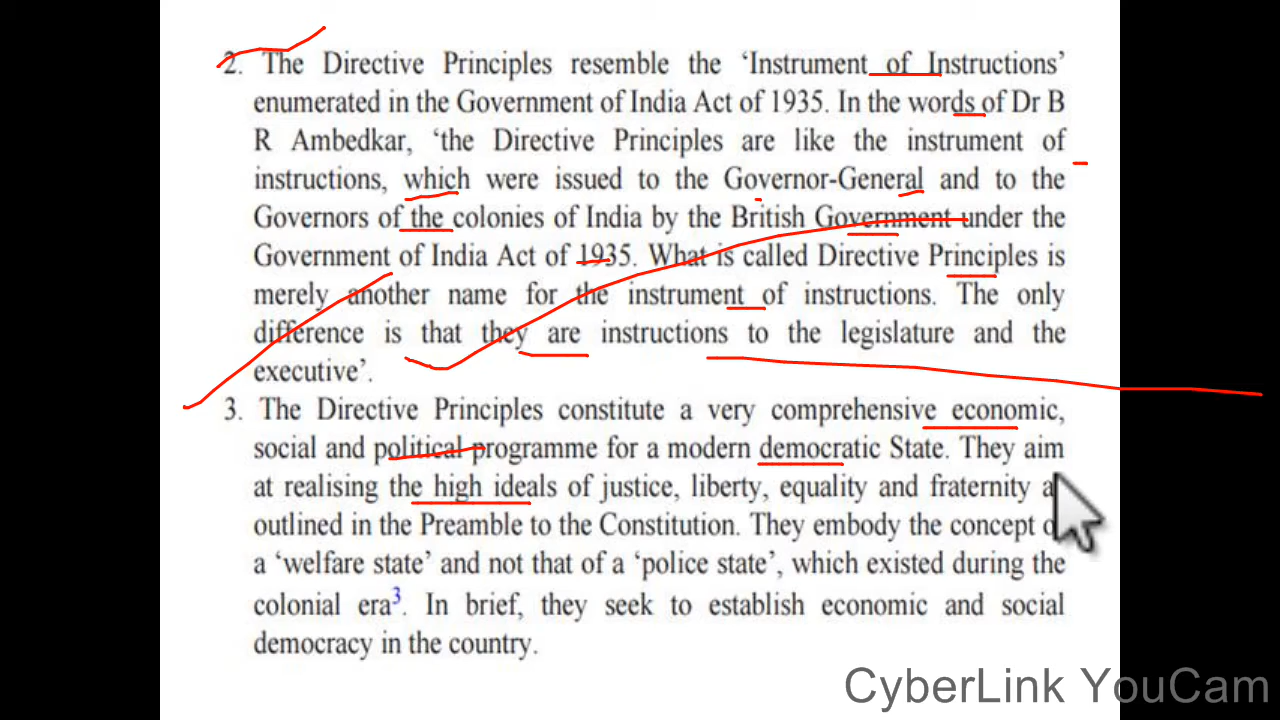 2. The Directive Principles resemble the ‘Instrument of Instructions’
enumerated in the Government of India Act of 1935. In the words of Dr B
R Ambedkar, ‘the Directive Principles are like the instrument of
instructions, which were issued to the Governor-General and to the
Governors of the colonies of India by the British Government under the
Government of India Act of 1935. What is called Directive Principles is
merely another name for the instrument of instructions. The only
difference is that they are instructions to the legislature and the
executive’.
3. The Directive Principles constitute a very comprehensive economic,
social and political programme for a modern democratic State. They aim
at realising the high ideals of justice, liberty, equality and fraternity
outlined in the Preamble to the Constitution. They embody the concept
a ‘welfare state’ and not that of a ‘police state’, which existed during the
colonial era3. In brief, they seek to establish economic and social
democracy in the country.
CyberLink YouCam